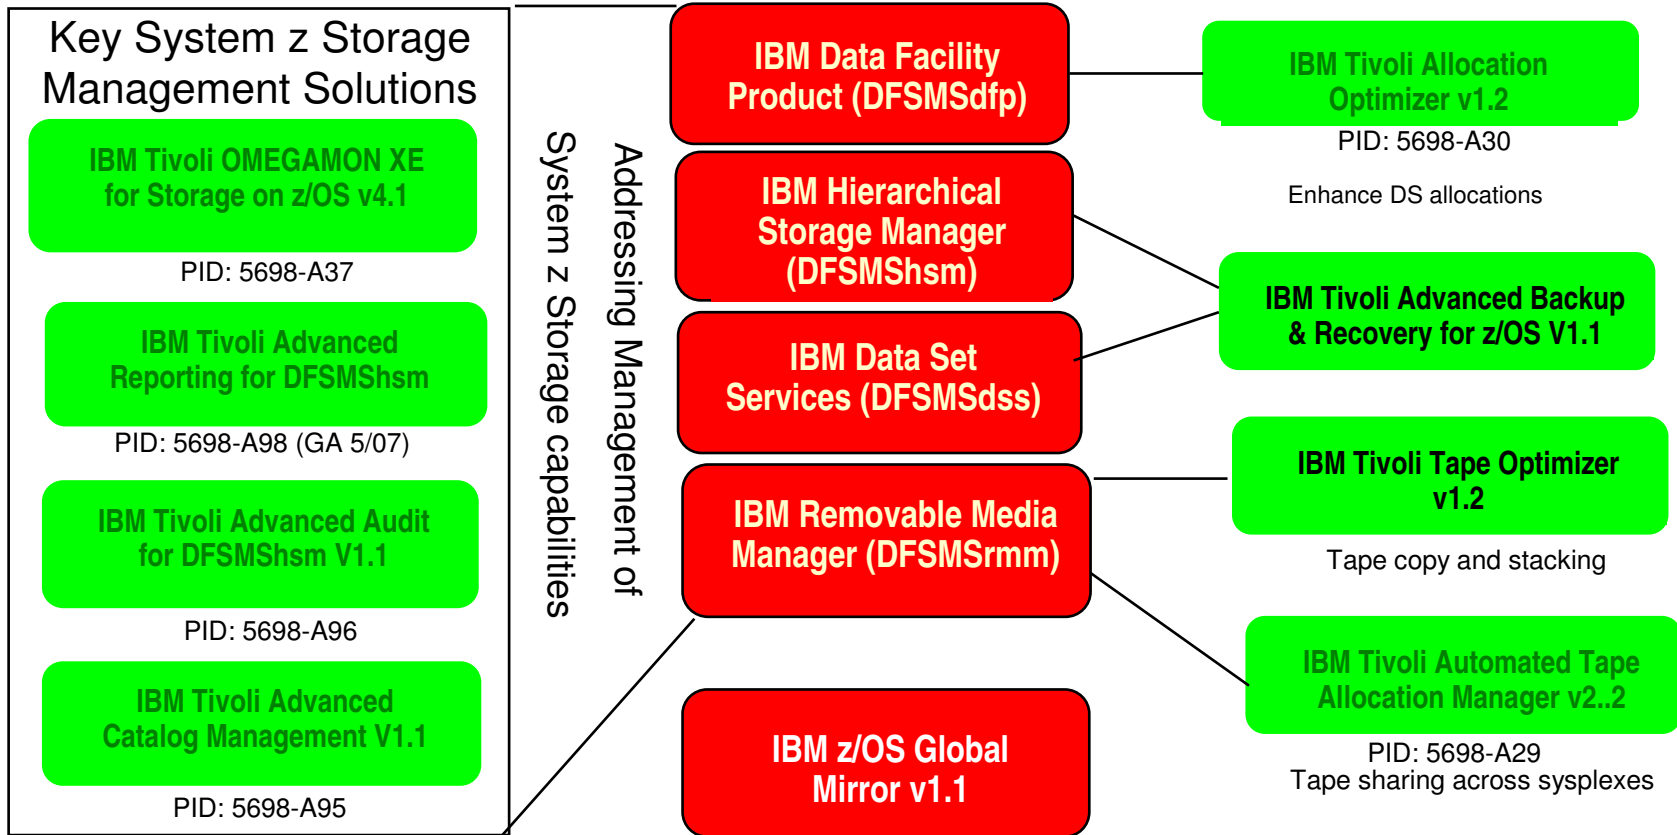 Key System z Storage
Management Solutions
IBM Tivoli OMEGAMON XE
for Storage on z/OS v4.1
PID: 5698-A37
IBM Tivoli Advanced
Reporting for DFSMShsm
PID: 5698-A98 (GA 5/07)
IBM Tivoli Advanced Audit
for DFSMShsm V1.1
PID: 5698-A96
IBM Tivoli Advanced
Catalog Management V1.1
PID: 5698-A95
Addressing Management of
System z Storage capabilities
IBM Data Facility
Product (DFSMSdfp)
IBM Hierarchical
Storage Manager
(DFSMShsm)
IBM Data Set
Services (DFSMSdss)
IBM Removable Media
Manager (DFSMSrmm)
IBM z/OS Global
Mirror v1.1
IBM Tivoli Allocation
Optimizer v1.2
PID: 5698-A30
Enhance DS allocations
IBM Tivoli Advanced Backup
& Recovery for z/OS V1.1
IBM Tivoli Tape Optimizer
v1.2
Tape copy and stacking
IBM Tivoli Automated Tape
Allocation Manager v2..2
PID: 5698-A29
Tape sharing across sysplexes